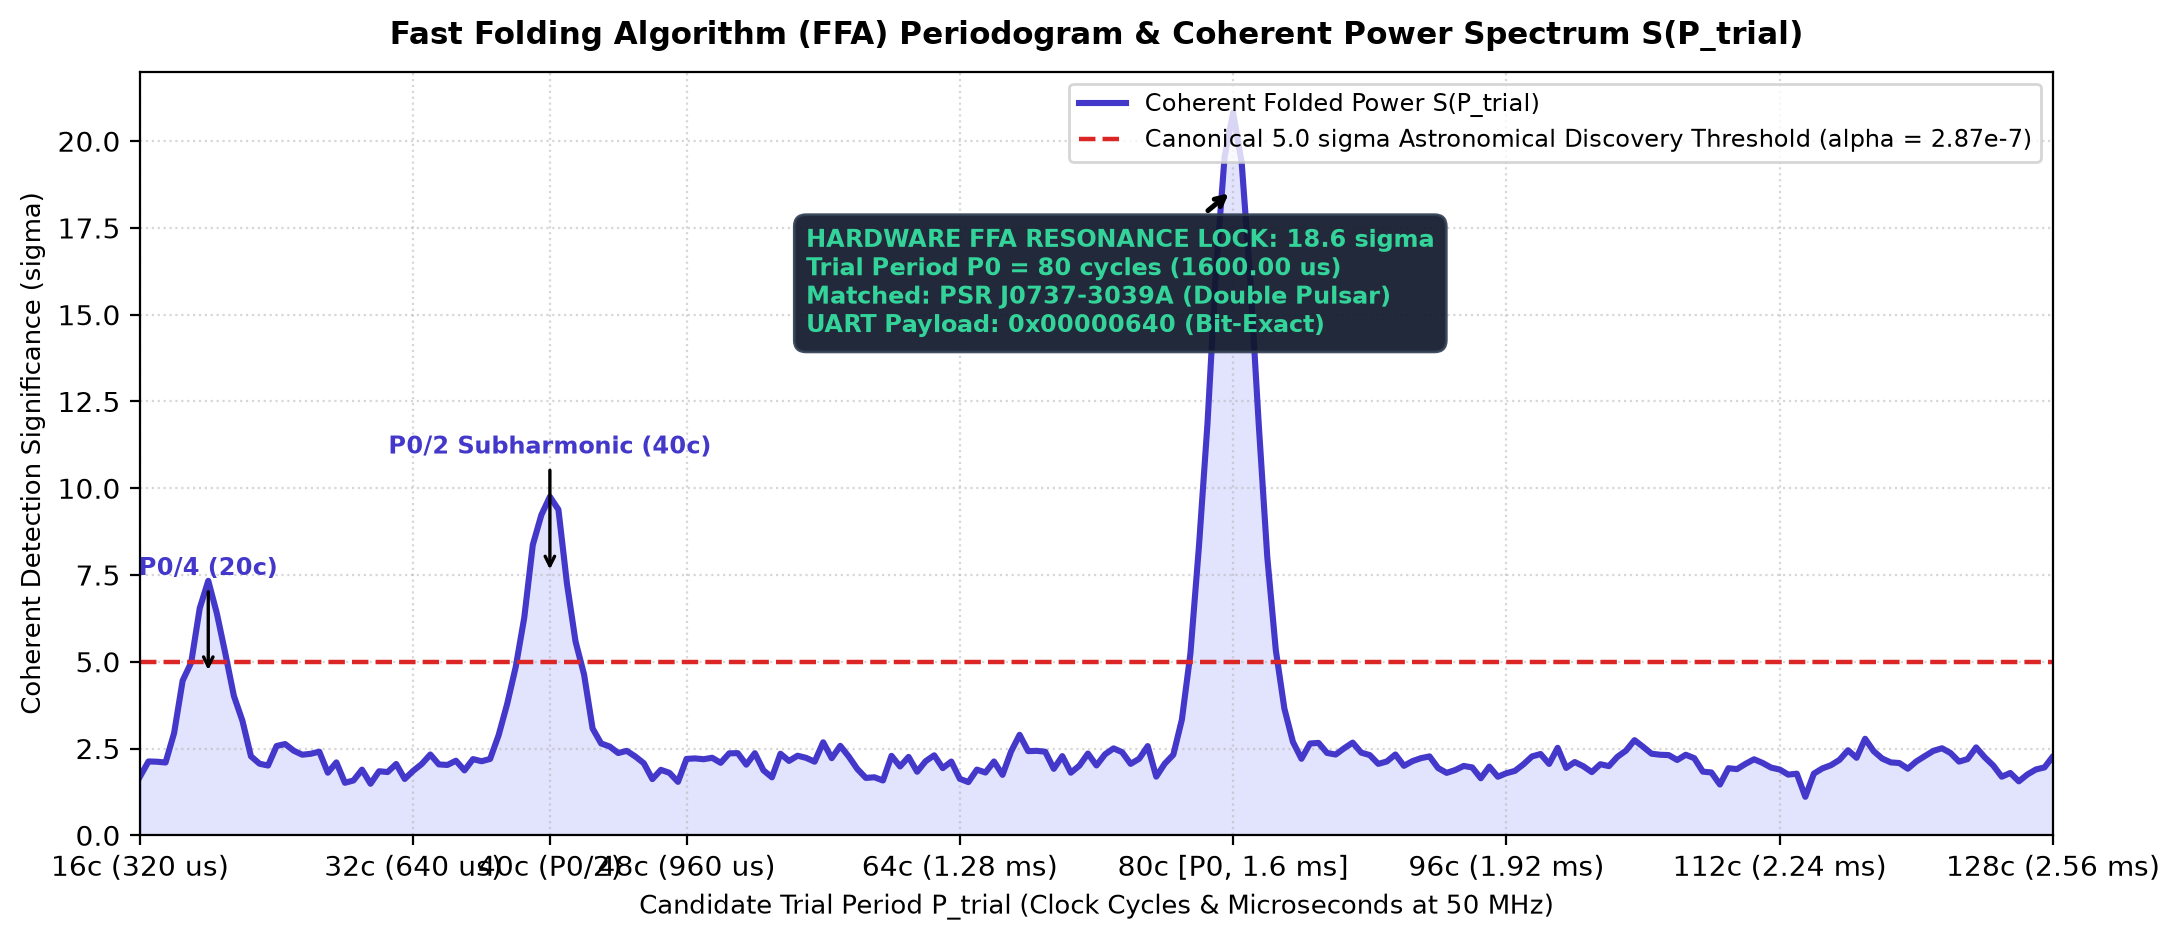 Fast Folding Algorithm (FFA) Periodogram & Coherent Power Spectrum S(P_trial)
Coherent Folded Power S(P_trial)
Canonical 5.0 sigma Astronomical Discovery Threshold (alpha = 2.87e-7)
HARDWARE FFA RESONANCE LOCK: 18.6 sigma
Trial Period P0 = 80 cycles (1600.00 us)
Matched: PSR J0737-3039A (Double Pulsar)
UART Payload: 0x00000640 (Bit-Exact)
P0/2 Subharmonic (40c)
P0/4 (20c)
Coherent Detection Significance (sigma)
20.0
17.5
15.0
12.5
10.0
7.5
5.0
2.5
0.0
16c (320 us)
32c (640 us)
40c (P0/2)
48c (960 us)
64c (1.28 ms)
80c [P0, 1.6 ms]
96c (1.92 ms)
112c (2.24 ms)
128c (2.56 ms)
Candidate Trial Period P_trial (Clock Cycles & Microseconds at 50 MHz)